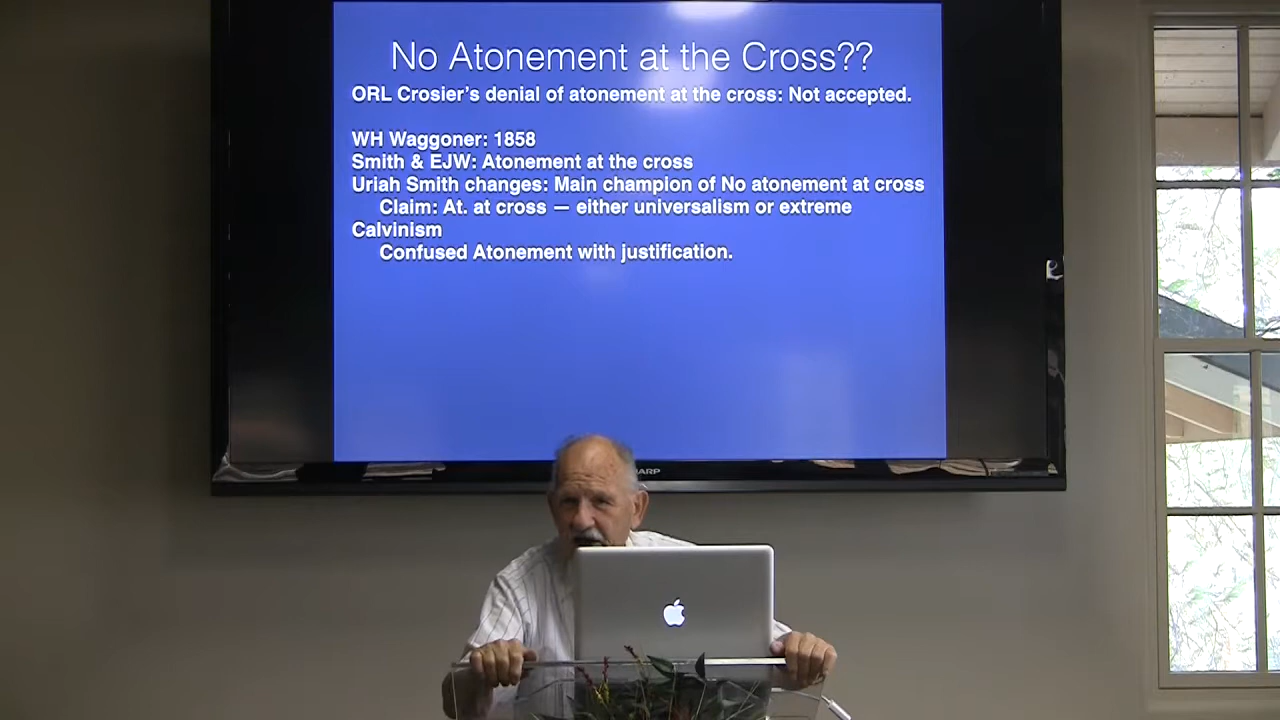 No Atonement at the Cross??
ORL Crosier's denial of atonement at the cross: Not accepted.
WH Waggoner: 1858
Smith & EJW: Atonement at the cross
Uriah Smith changes: Main champion of No atonement at cross
Claim: At. at cross — either universalism or extreme
Calvinism
Confused Atonement with justification.
ARP